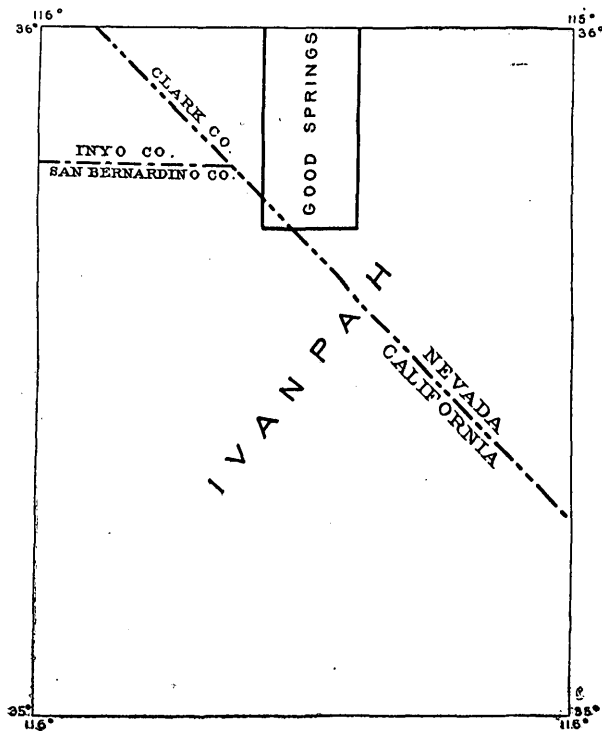 116°
115°
36°
36°
GOOD SPRINGS
CLARK CO.
INYO CO.
SAN BERNARDINO CO.
IVANPAH
NEVADA
CALIFORNIA
35°
35°
116°
115°